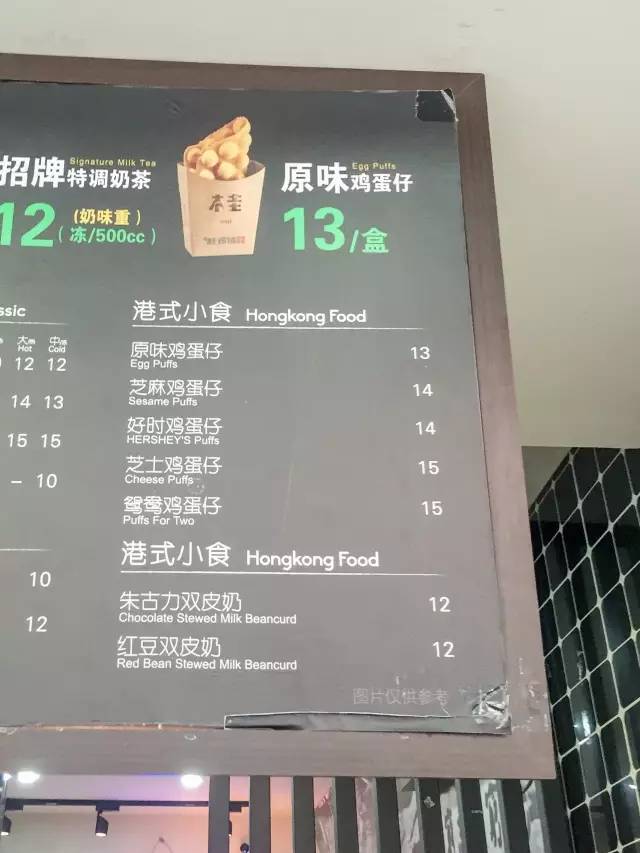 Signature Milk Tea
招牌特调奶茶
12
(奶味重)
(冻/500cc)
Egg Puffs
原味鸡蛋仔
13/盒
ssic
大 中
Hot Cold
12 12
14 13
15 15
– 10
10
12
港式小食 Hongkong Food
原味鸡蛋仔 13
Egg Puffs
芝麻鸡蛋仔 14
Sesame Puffs
好时鸡蛋仔 14
HERSHEY'S Puffs
芝士鸡蛋仔 15
Cheese Puffs
鸳鸯鸡蛋仔 15
Puffs For Two
港式小食 Hongkong Food
朱古力双皮奶 12
Chocolate Stewed Milk Beancurd
红豆双皮奶 12
Red Bean Stewed Milk Beancurd
图片仅供参考